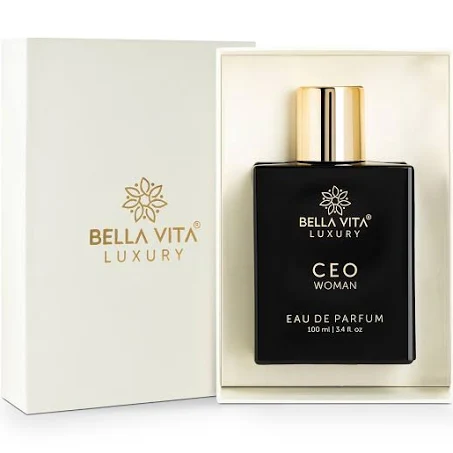 BELLA VITA®
LUXURY
BELLA VITA®
LUXURY
CEO
WOMAN
EAU DE PARFUM
100 ml | 3.4 fl. oz